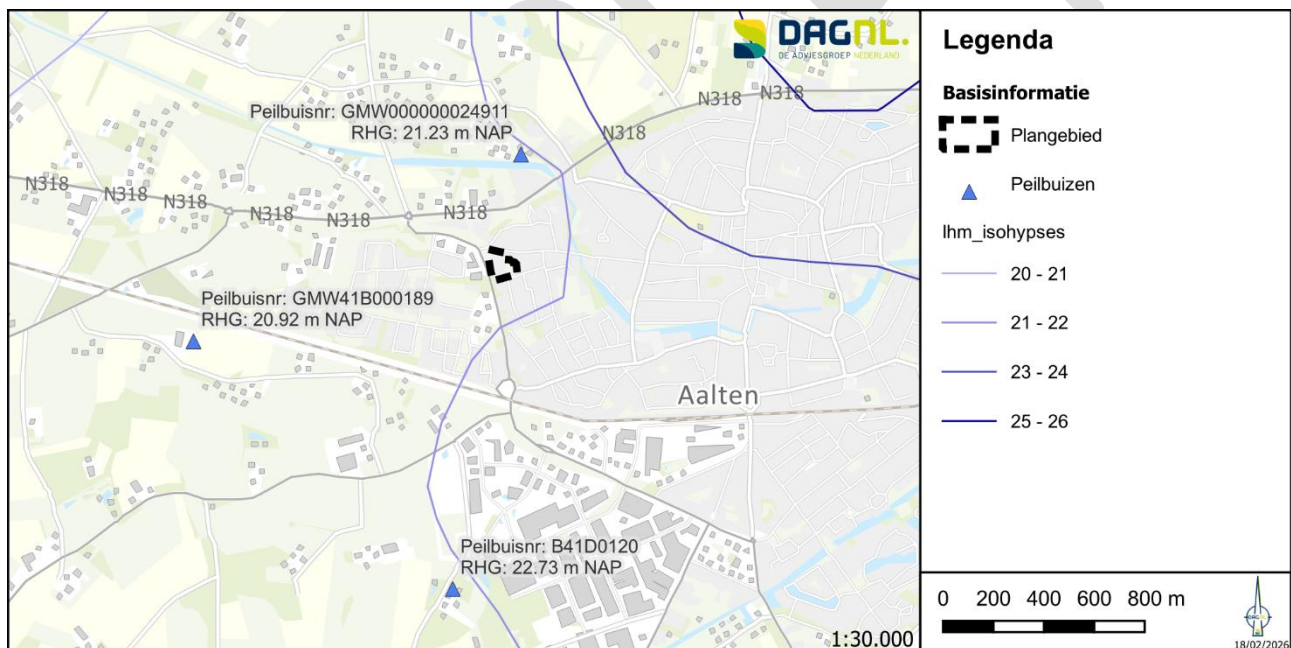 DAGNL.
DE ADVIESGROEP NEDERLAND
N318
N318
Peilbuisnr: GMW000000024911
RHG: 21.23 m NAP
N318
N318
N318
N318
N318
N318
N318
Peilbuisnr: GMW41B000189
RHG: 20.92 m NAP
Aalten
Peilbuisnr: B41D0120
RHG: 22.73 m NAP
1:30.000
Legenda
Basisinformatie
Plangebied
Peilbuizen
lhm_isohypses
20 - 21
21 - 22
23 - 24
25 - 26
0 200 400 600 800 m
DAGNL
18/02/2026